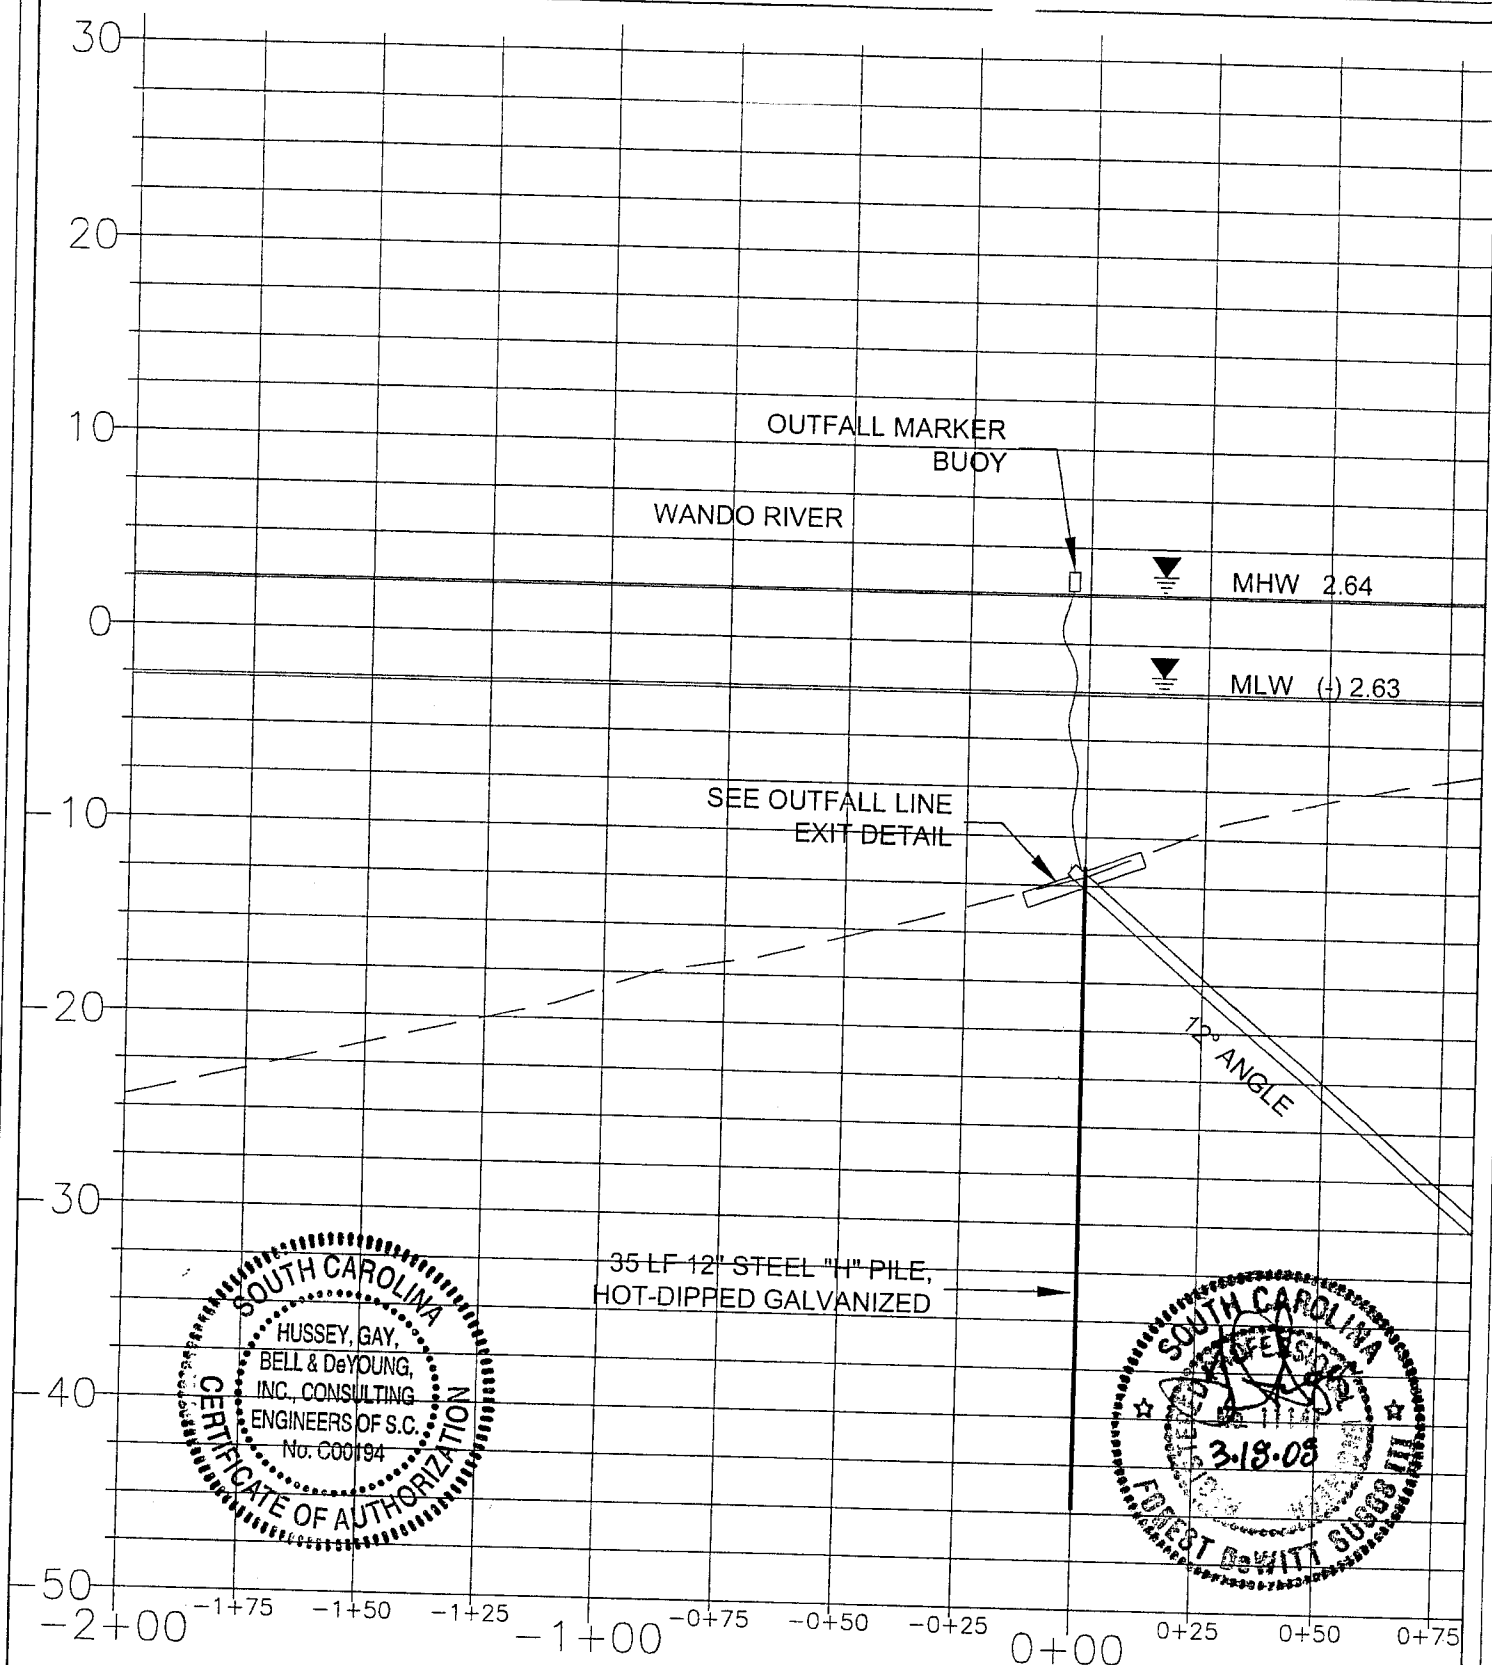 30
20
10
0
-10
-20
-30
-40
-50
OUTFALL MARKER
BUOY
WANDO RIVER
MHW 2.64
MLW (-) 2.63
SEE OUTFALL LINE
EXIT DETAIL
12° ANGLE
35 LF 12" STEEL "H" PILE,
HOT-DIPPED GALVANIZED
SOUTH CAROLINA
HUSSEY, GAY,
BELL & DeYOUNG,
INC., CONSULTING
ENGINEERS OF S.C.
No. C00194
CERTIFICATE OF AUTHORIZATION
SOUTH CAROLINA
REGISTERED PROFESSIONAL
3.18.08
FOREST DeWITT SUGGS III
-2+00
-1+75
-1+50
-1+25
-1+00
-0+75
-0+50
-0+25
0+00
0+25
0+50
0+75